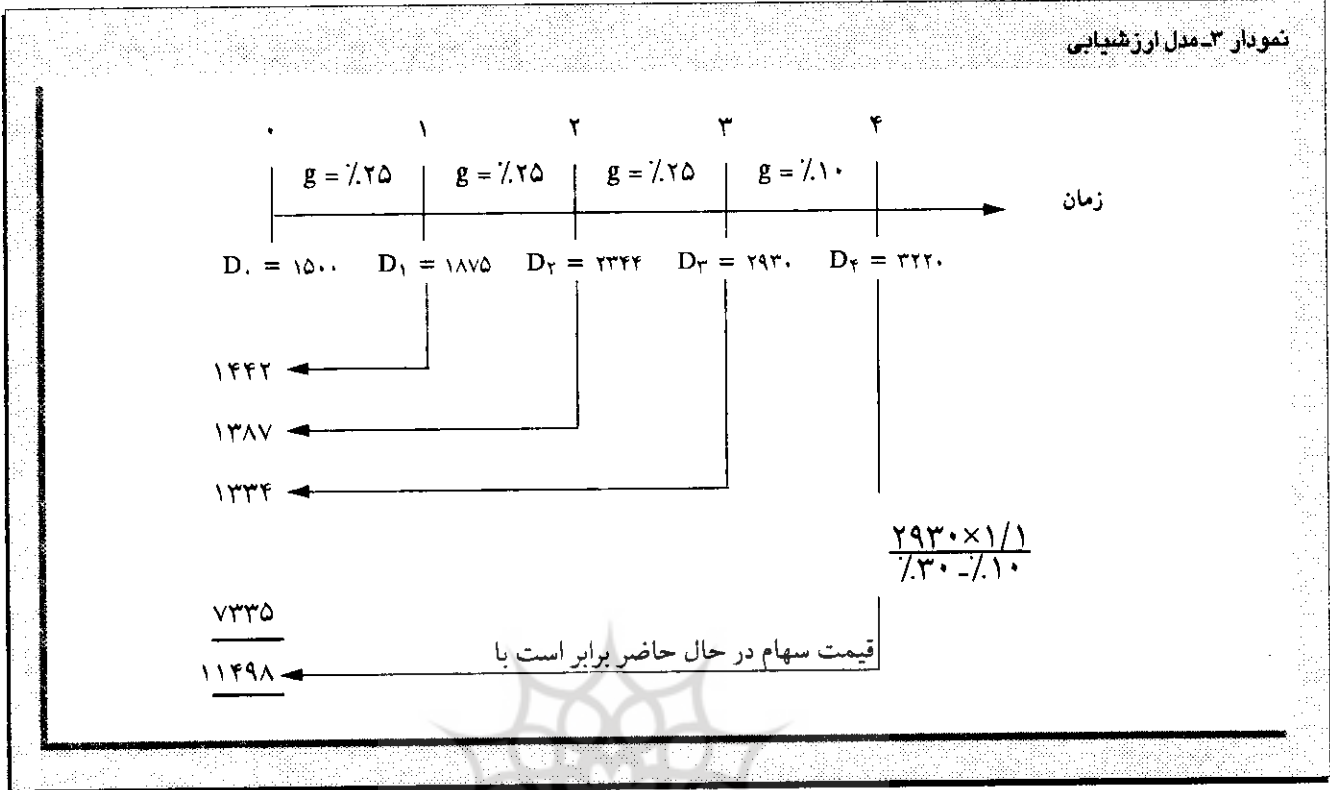 نمودار ۳ـ مدل ارزشیابی
۰ ۱ ۲ ۳ ۴
g = ٪۲۵ g = ٪۲۵ g = ٪۲۵ g = ٪۱۰
زمان
D۰ = ۱۵۰۰ D۱ = ۱۸۷۵ D۲ = ۲۳۴۴ D۳ = ۲۹۳۰ D۴ = ۳۲۲۰
۱۴۴۲
۱۳۸۷
۱۳۳۴
۲۹۳۰×۱/۱
٪۳۰ـ٪۱۰
۷۳۳۵
قیمت سهام در حال حاضر برابر است با
۱۱۴۹۸